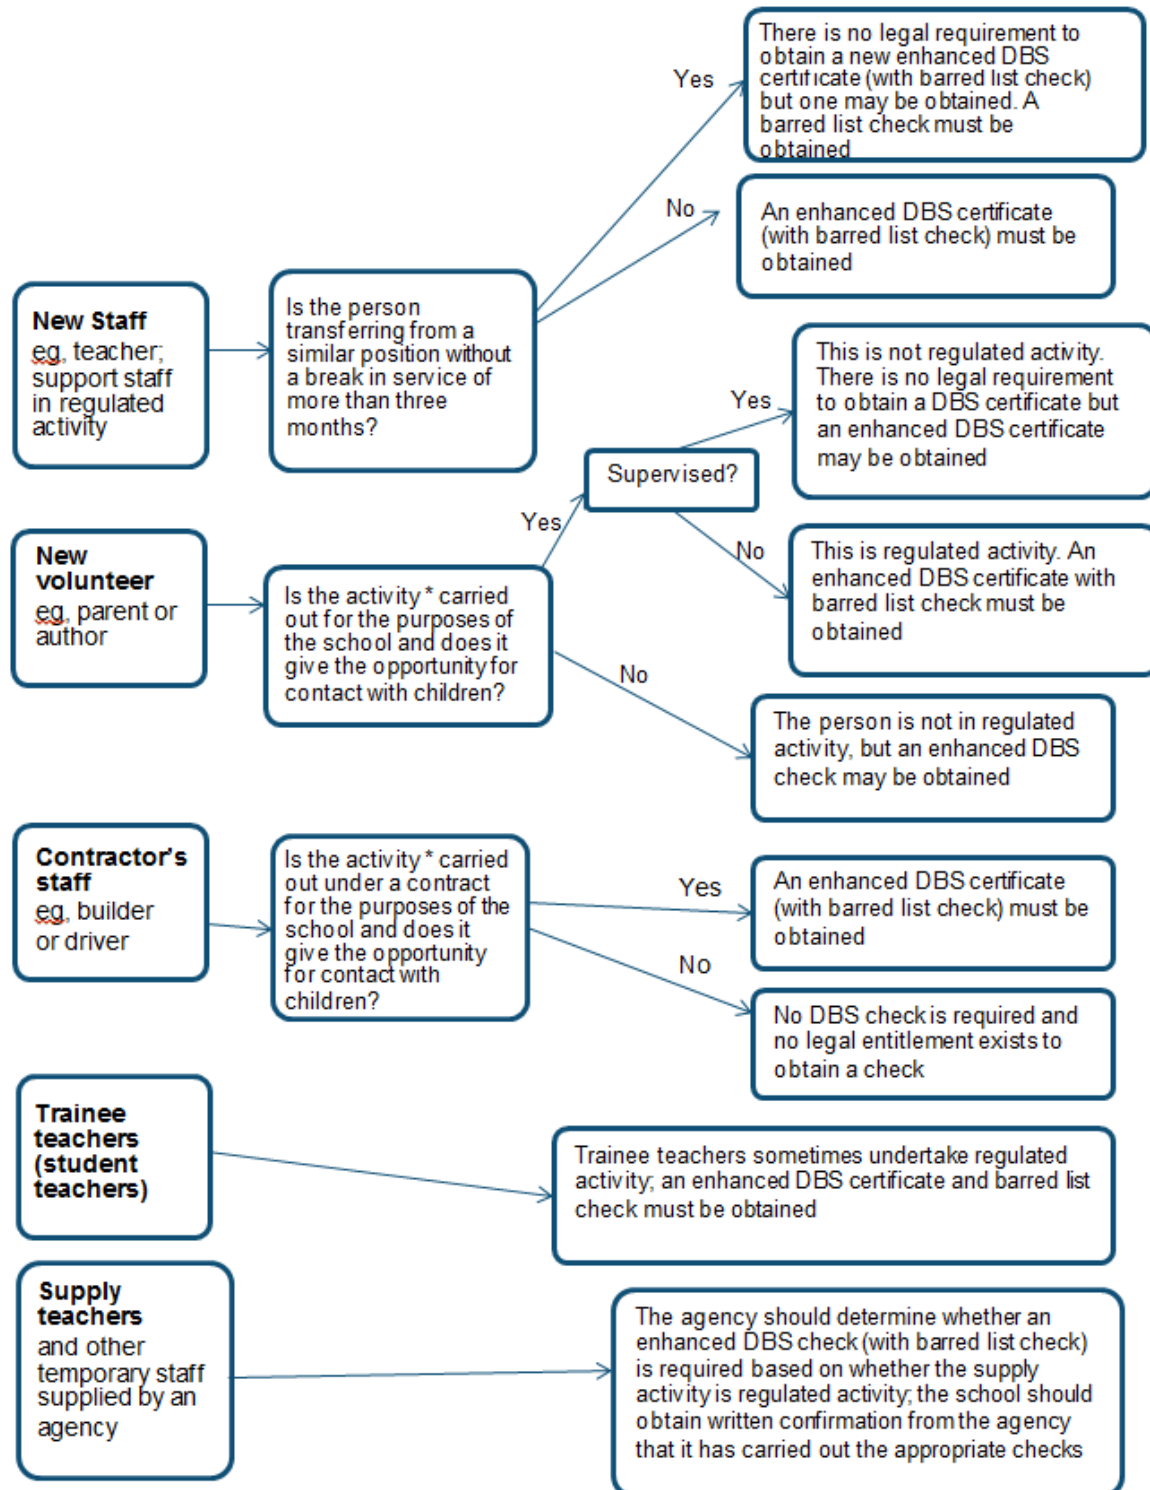 There is no legal requirement to
obtain a new enhanced DBS
certificate (with barred list check)
but one may be obtained. A
barred list check must be
obtained
Yes
No
An enhanced DBS certificate
(with barred list check) must be
obtained
New Staff
eg, teacher;
support staff
in regulated
activity
Is the person
transferring from a
similar position without
a break in service of
more than three
months?
This is not regulated activity.
There is no legal requirement
to obtain a DBS certificate but
an enhanced DBS certificate
may be obtained
Yes
Supervised?
Yes
No
This is regulated activity. An
enhanced DBS certificate with
barred list check must be
obtained
New
volunteer
eg, parent or
author
Is the activity * carried
out for the purposes of
the school and does it
give the opportunity for
contact with children?
No
The person is not in regulated
activity, but an enhanced DBS
check may be obtained
Contractor's
staff
eg, builder
or driver
Is the activity * carried
out under a contract
for the purposes of the
school and does it
give the opportunity
for contact with
children?
Yes
An enhanced DBS certificate
(with barred list check) must be
obtained
No
No DBS check is required and
no legal entitlement exists to
obtain a check
Trainee
teachers
(student
teachers)
Trainee teachers sometimes undertake regulated
activity; an enhanced DBS certificate and barred list
check must be obtained
Supply
teachers
and other
temporary staff
supplied by an
agency
The agency should determine whether an
enhanced DBS check (with barred list check)
is required based on whether the supply
activity is regulated activity; the school should
obtain written confirmation from the agency
that it has carried out the appropriate checks